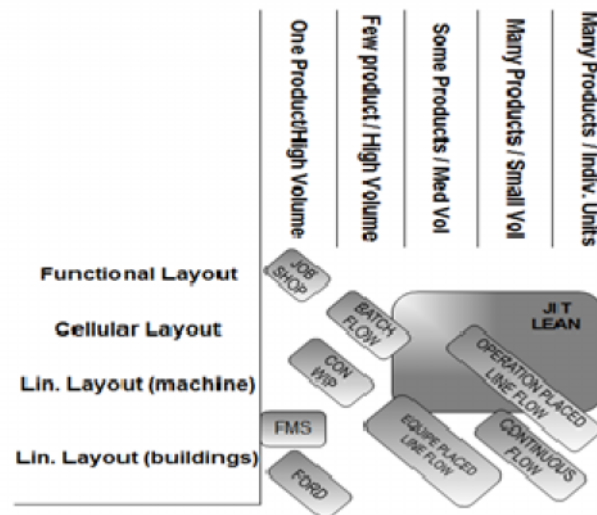 One Product/High Volume
Few product / High Volume
Some Products / Med Vol
Many Products / Small Vol
Many Products / Indiv. Units
Functional Layout
Cellular Layout
Lin. Layout (machine)
Lin. Layout (buildings)
JOB
SHOP
BATCH
FLOW
JIT
LEAN
CON
WIP
OPERATION PLACED
LINE FLOW
FMS
EQUIPE PLACED
LINE FLOW
CONTINUOUS
FLOW
FORD